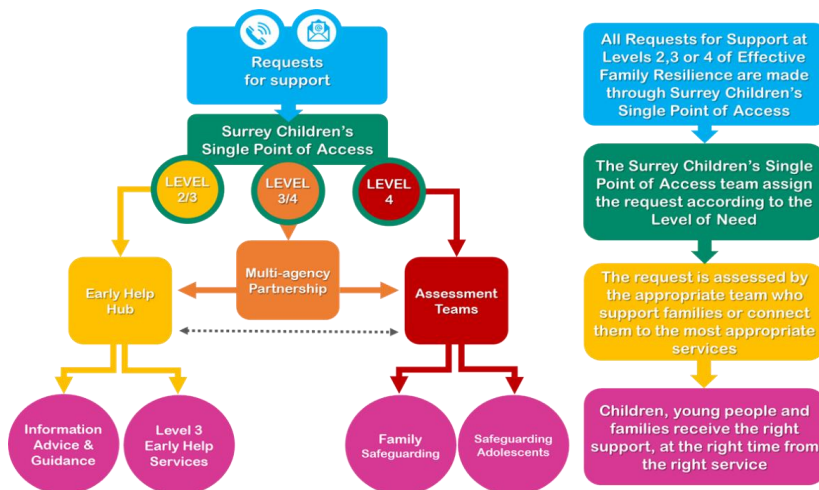 Requests
for support
Surrey Children's
Single Point of Access
LEVEL
2/3
LEVEL
3/4
LEVEL
4
Early Help
Hub
Multi-agency
Partnership
Assessment
Teams
Information
Advice &
Guidance
Level 3
Early Help
Services
Family
Safeguarding
Safeguarding
Adolescents
All Requests for Support at
Levels 2,3 or 4 of Effective
Family Resilience are made
through Surrey Children's
Single Point of Access
The Surrey Children's Single
Point of Access team assign
the request according to the
Level of Need
The request is assessed by
the appropriate team who
support families or connect
them to the most appropriate
services
Children, young people and
families receive the right
support, at the right time from
the right service